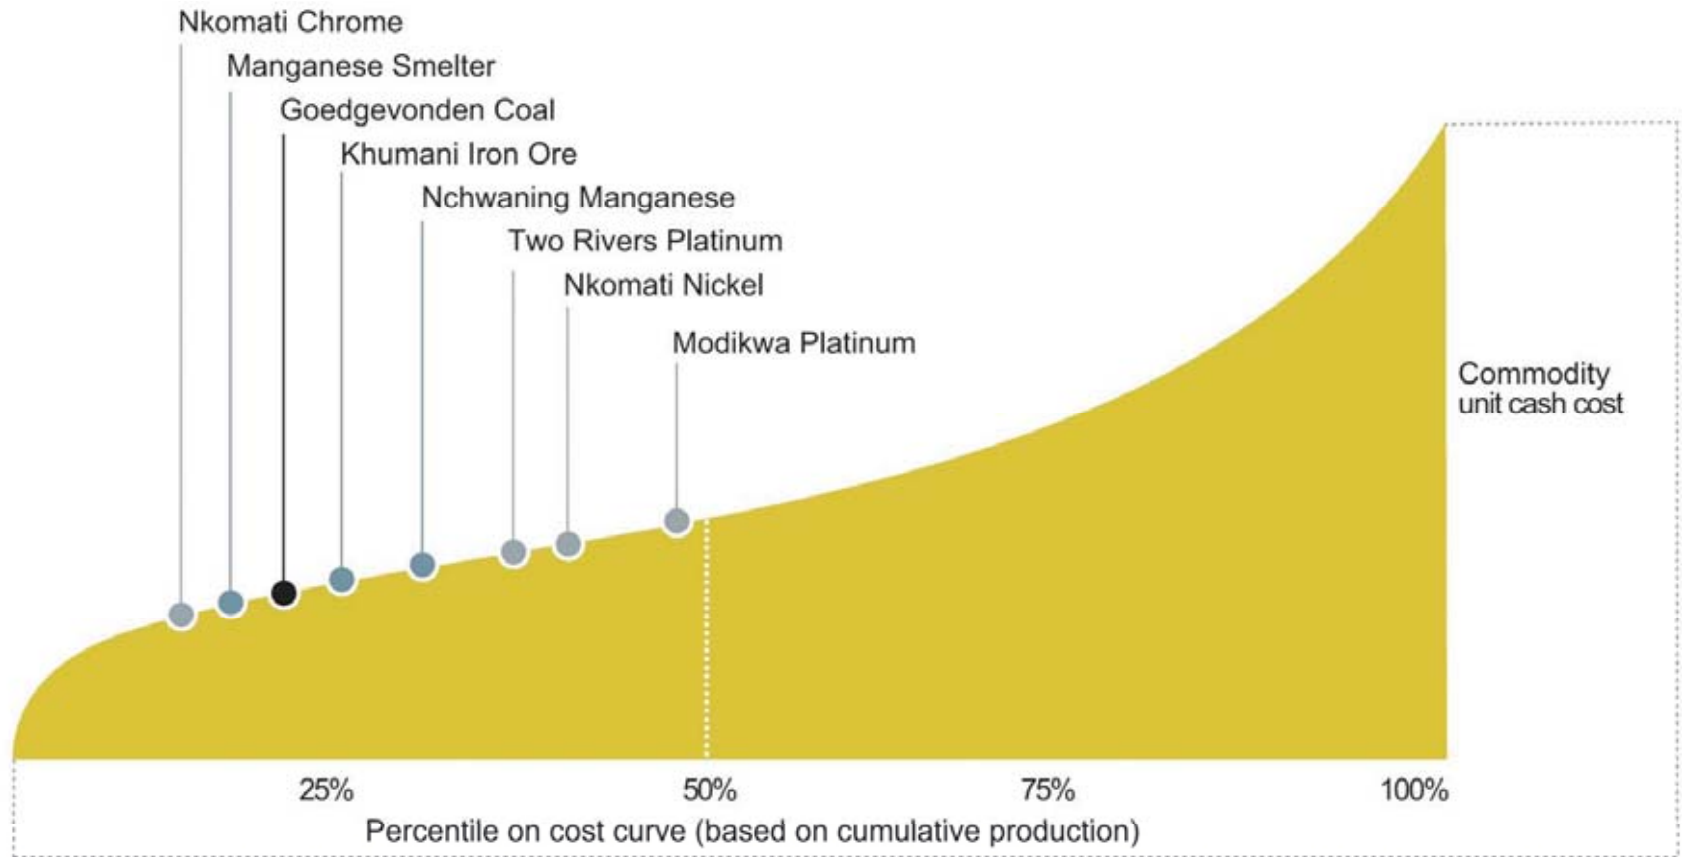 Nkomati Chrome
Manganese Smelter
Goedgevonden Coal
Khumani Iron Ore
Nchwaning Manganese
Two Rivers Platinum
Nkomati Nickel
Modikwa Platinum
Commodity
unit cash cost
25% 50% 75% 100%
Percentile on cost curve (based on cumulative production)